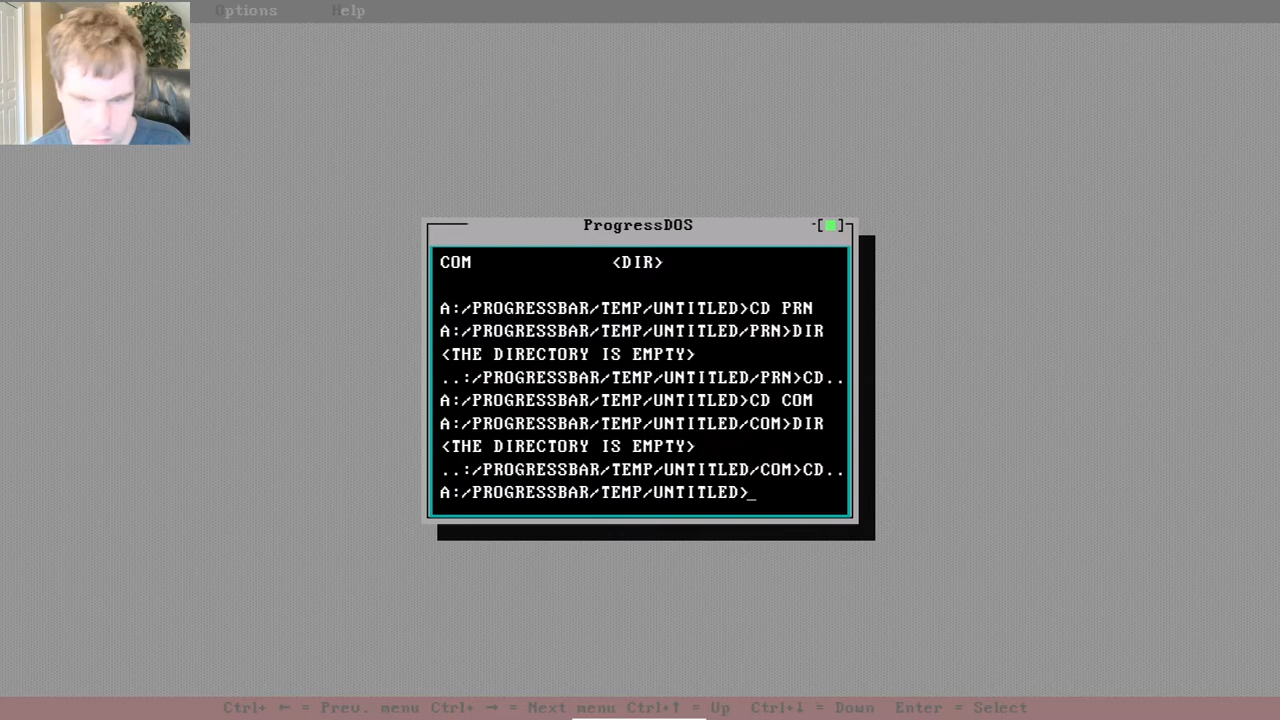 Options Help
ProgressDOS
COM <DIR>
A:/PROGRESSBAR/TEMP/UNTITLED>CD PRN
A:/PROGRESSBAR/TEMP/UNTITLED/PRN>DIR
<THE DIRECTORY IS EMPTY>
..:/PROGRESSBAR/TEMP/UNTITLED/PRN>CD..
A:/PROGRESSBAR/TEMP/UNTITLED>CD COM
A:/PROGRESSBAR/TEMP/UNTITLED/COM>DIR
<THE DIRECTORY IS EMPTY>
..:/PROGRESSBAR/TEMP/UNTITLED/COM>CD..
A:/PROGRESSBAR/TEMP/UNTITLED>_
Ctrl+ ← = Prev. menu Ctrl+ → = Next menu Ctrl+↑ = Up Ctrl+↓ = Down Enter = Select